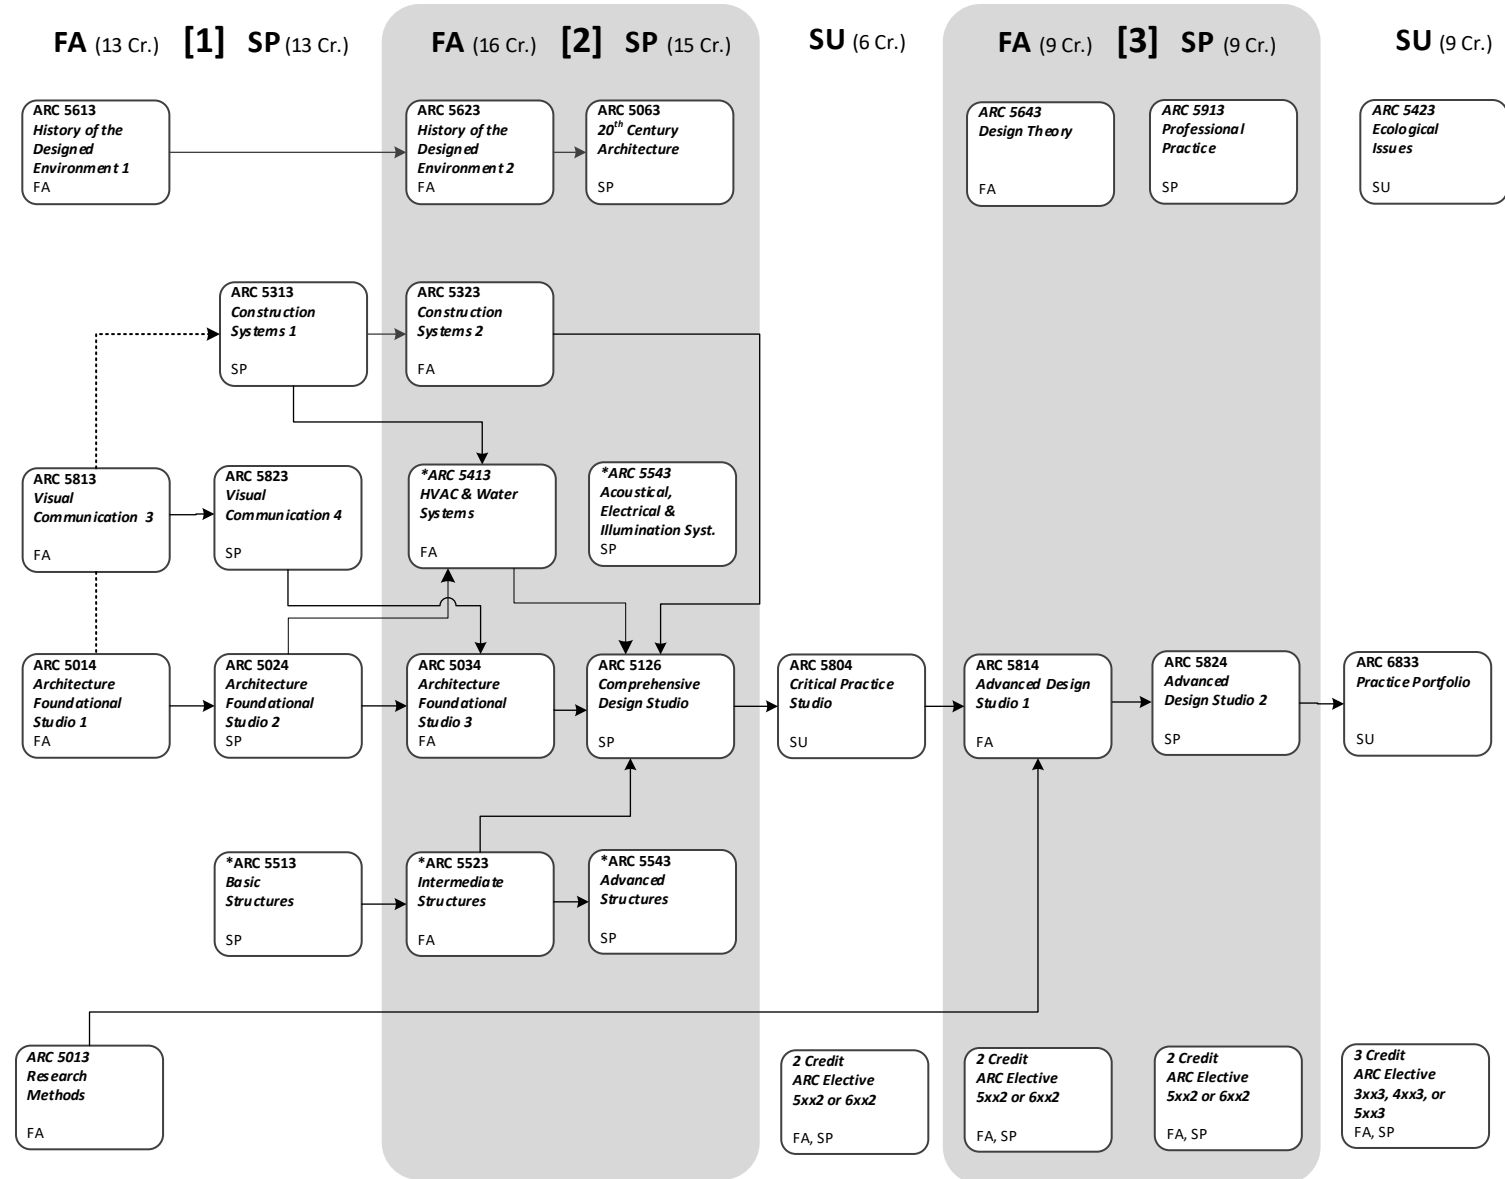 FA (13 Cr.) [1] SP (13 Cr.) FA (16 Cr.) [2] SP (15 Cr.) SU (6 Cr.) FA (9 Cr.) [3] SP (9 Cr.) SU (9 Cr.)
ARC 5613
History of the
Designed
Environment 1
FA
ARC 5623
History of the
Designed
Environment 2
FA
ARC 5063
20th Century
Architecture
SP
ARC 5643
Design Theory
FA
ARC 5913
Professional
Practice
SP
ARC 5423
Ecological
Issues
SU
ARC 5313
Construction
Systems 1
SP
ARC 5323
Construction
Systems 2
FA
ARC 5813
Visual
Communication 3
FA
ARC 5823
Visual
Communication 4
SP
*ARC 5413
HVAC & Water
Systems
FA
*ARC 5543
Acoustical,
Electrical &
Illumination Syst.
SP
ARC 5014
Architecture
Foundational
Studio 1
FA
ARC 5024
Architecture
Foundational
Studio 2
SP
ARC 5034
Architecture
Foundational
Studio 3
FA
ARC 5126
Comprehensive
Design Studio
SP
ARC 5804
Critical Practice
Studio
SU
ARC 5814
Advanced Design
Studio 1
FA
ARC 5824
Advanced
Design Studio 2
SP
ARC 6833
Practice Portfolio
SU
*ARC 5513
Basic
Structures
SP
*ARC 5523
Intermediate
Structures
FA
*ARC 5543
Advanced
Structures
SP
ARC 5013
Research
Methods
FA
2 Credit
ARC Elective
5xx2 or 6xx2
FA, SP
2 Credit
ARC Elective
5xx2 or 6xx2
FA, SP
2 Credit
ARC Elective
5xx2 or 6xx2
FA, SP
3 Credit
ARC Elective
3xx3, 4xx3, or
5xx3
FA, SP